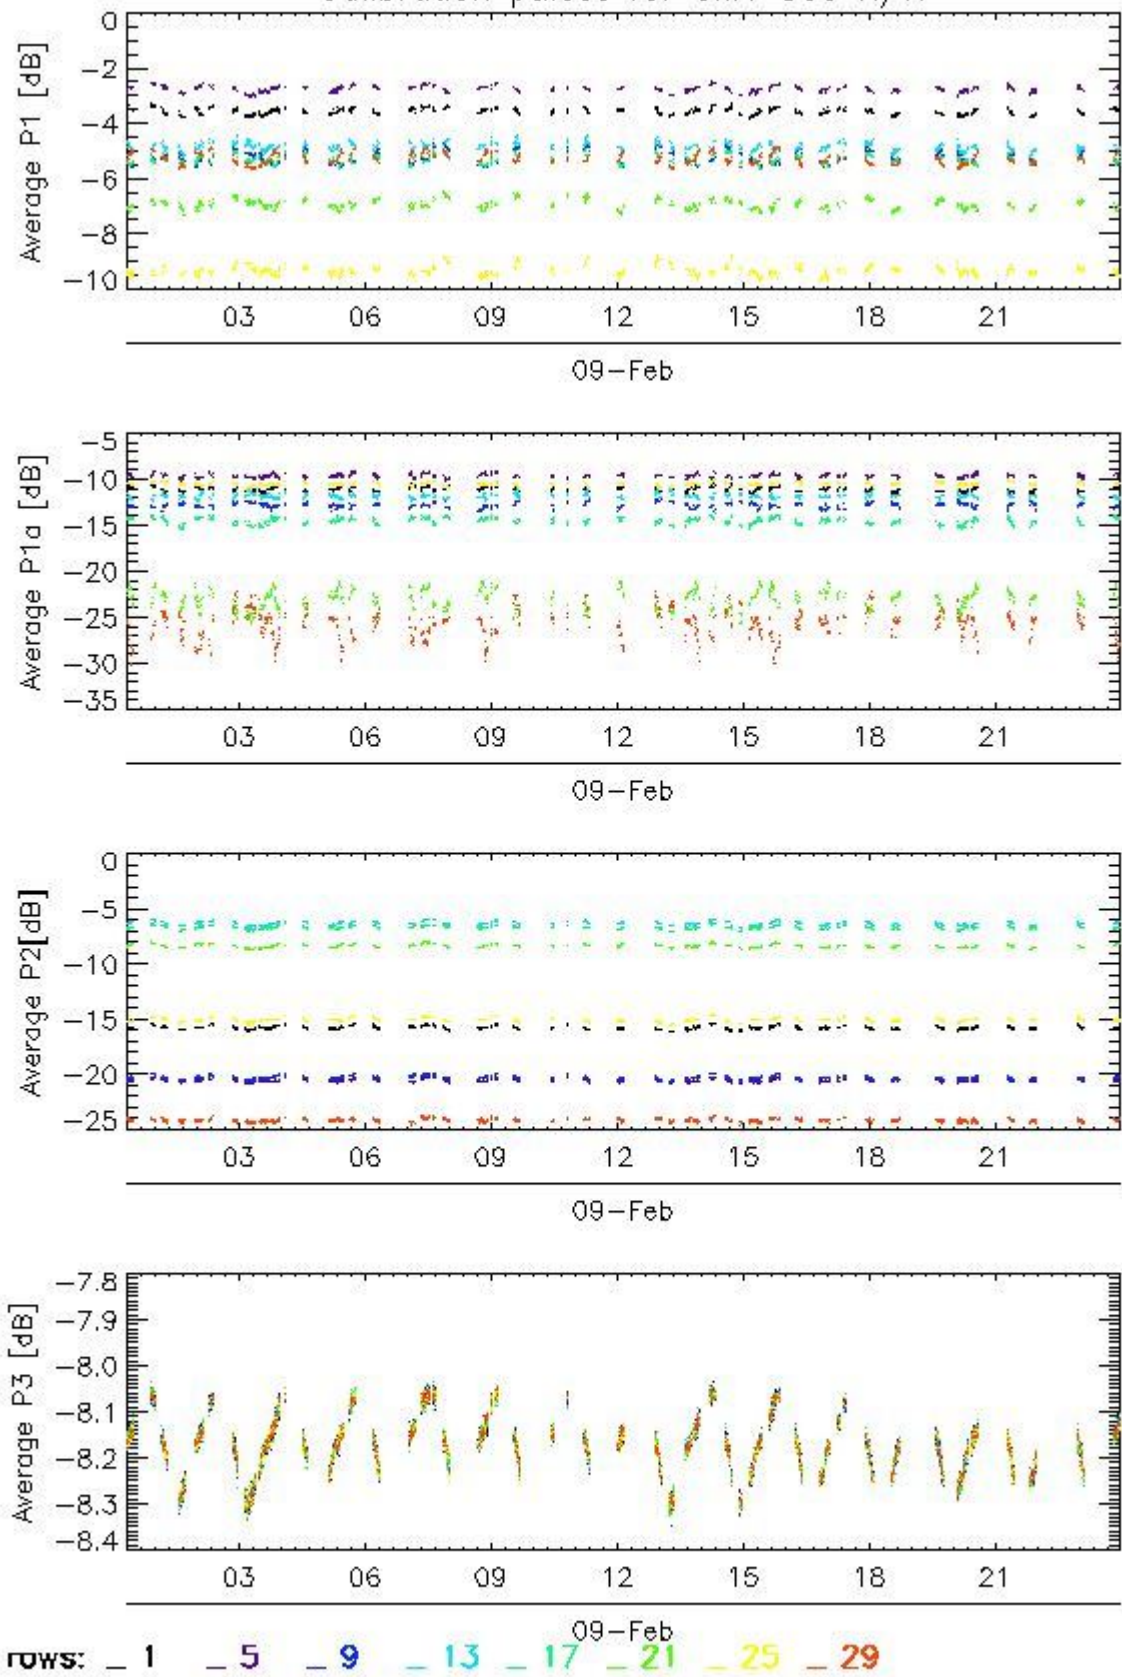 0
-2
-4
-6
-8
-10
Average P1 [dB]
03 06 09 12 15 18 21
09-Feb
-5
-10
-15
-20
-25
-30
-35
Average P1a [dB]
03 06 09 12 15 18 21
09-Feb
0
-5
-10
-15
-20
-25
Average P2[dB]
03 06 09 12 15 18 21
09-Feb
-7.8
-7.9
-8.0
-8.1
-8.2
-8.3
-8.4
Average P3 [dB]
03 06 09 12 15 18 21
09-Feb
rows: _ 1 _ 5 _ 9 _ 13 _ 17 _ 21 _ 25 _ 29